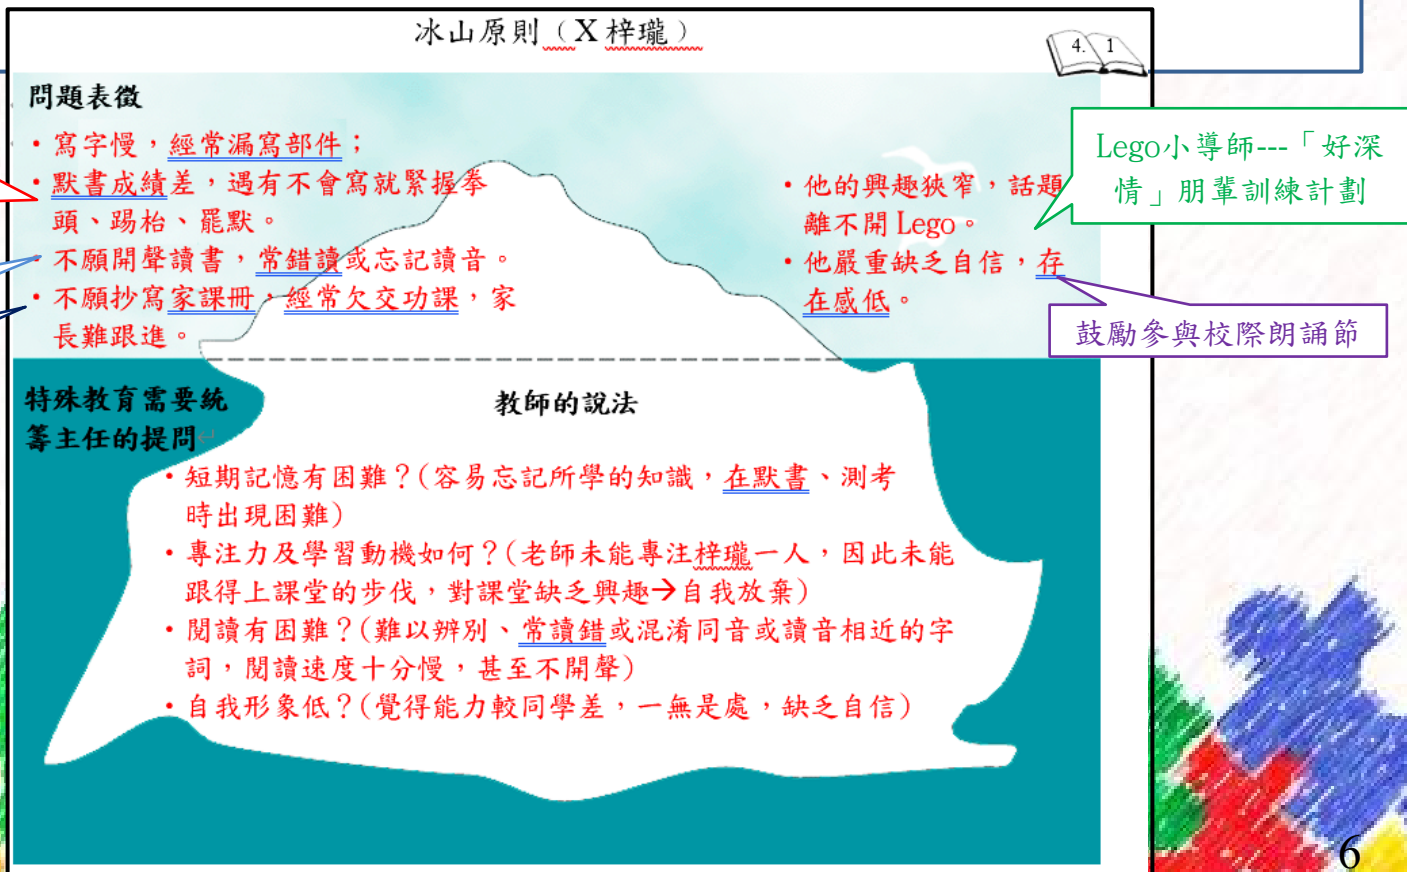 冰山原則（X 梓瓏）
4. 1
問題表徵
・寫字慢，經常漏寫部件；
・默書成績差，遇有不會寫就緊握拳
頭、踢枱、罷默。
・不願開聲讀書，常錯讀或忘記讀音。
・不願抄寫家課冊，經常欠交功課，家
長難跟進。
・他的興趣狹窄，話題
離不開 Lego。
・他嚴重缺乏自信，存
在感低。
Lego小導師---「好深
情」朋輩訓練計劃
鼓勵參與校際朗誦節
特殊教育需要統
籌主任的提問
教師的說法
・短期記憶有困難？(容易忘記所學的知識，在默書、測考
時出現困難)
・專注力及學習動機如何？(老師未能專注梓瓏一人，因此未能
跟得上課堂的步伐，對課堂缺乏興趣→自我放棄)
・閱讀有困難？(難以辨別、常讀錯或混淆同音或讀音相近的字
詞，閱讀速度十分慢，甚至不開聲)
・自我形象低？(覺得能力較同學差，一無是處，缺乏自信)
6